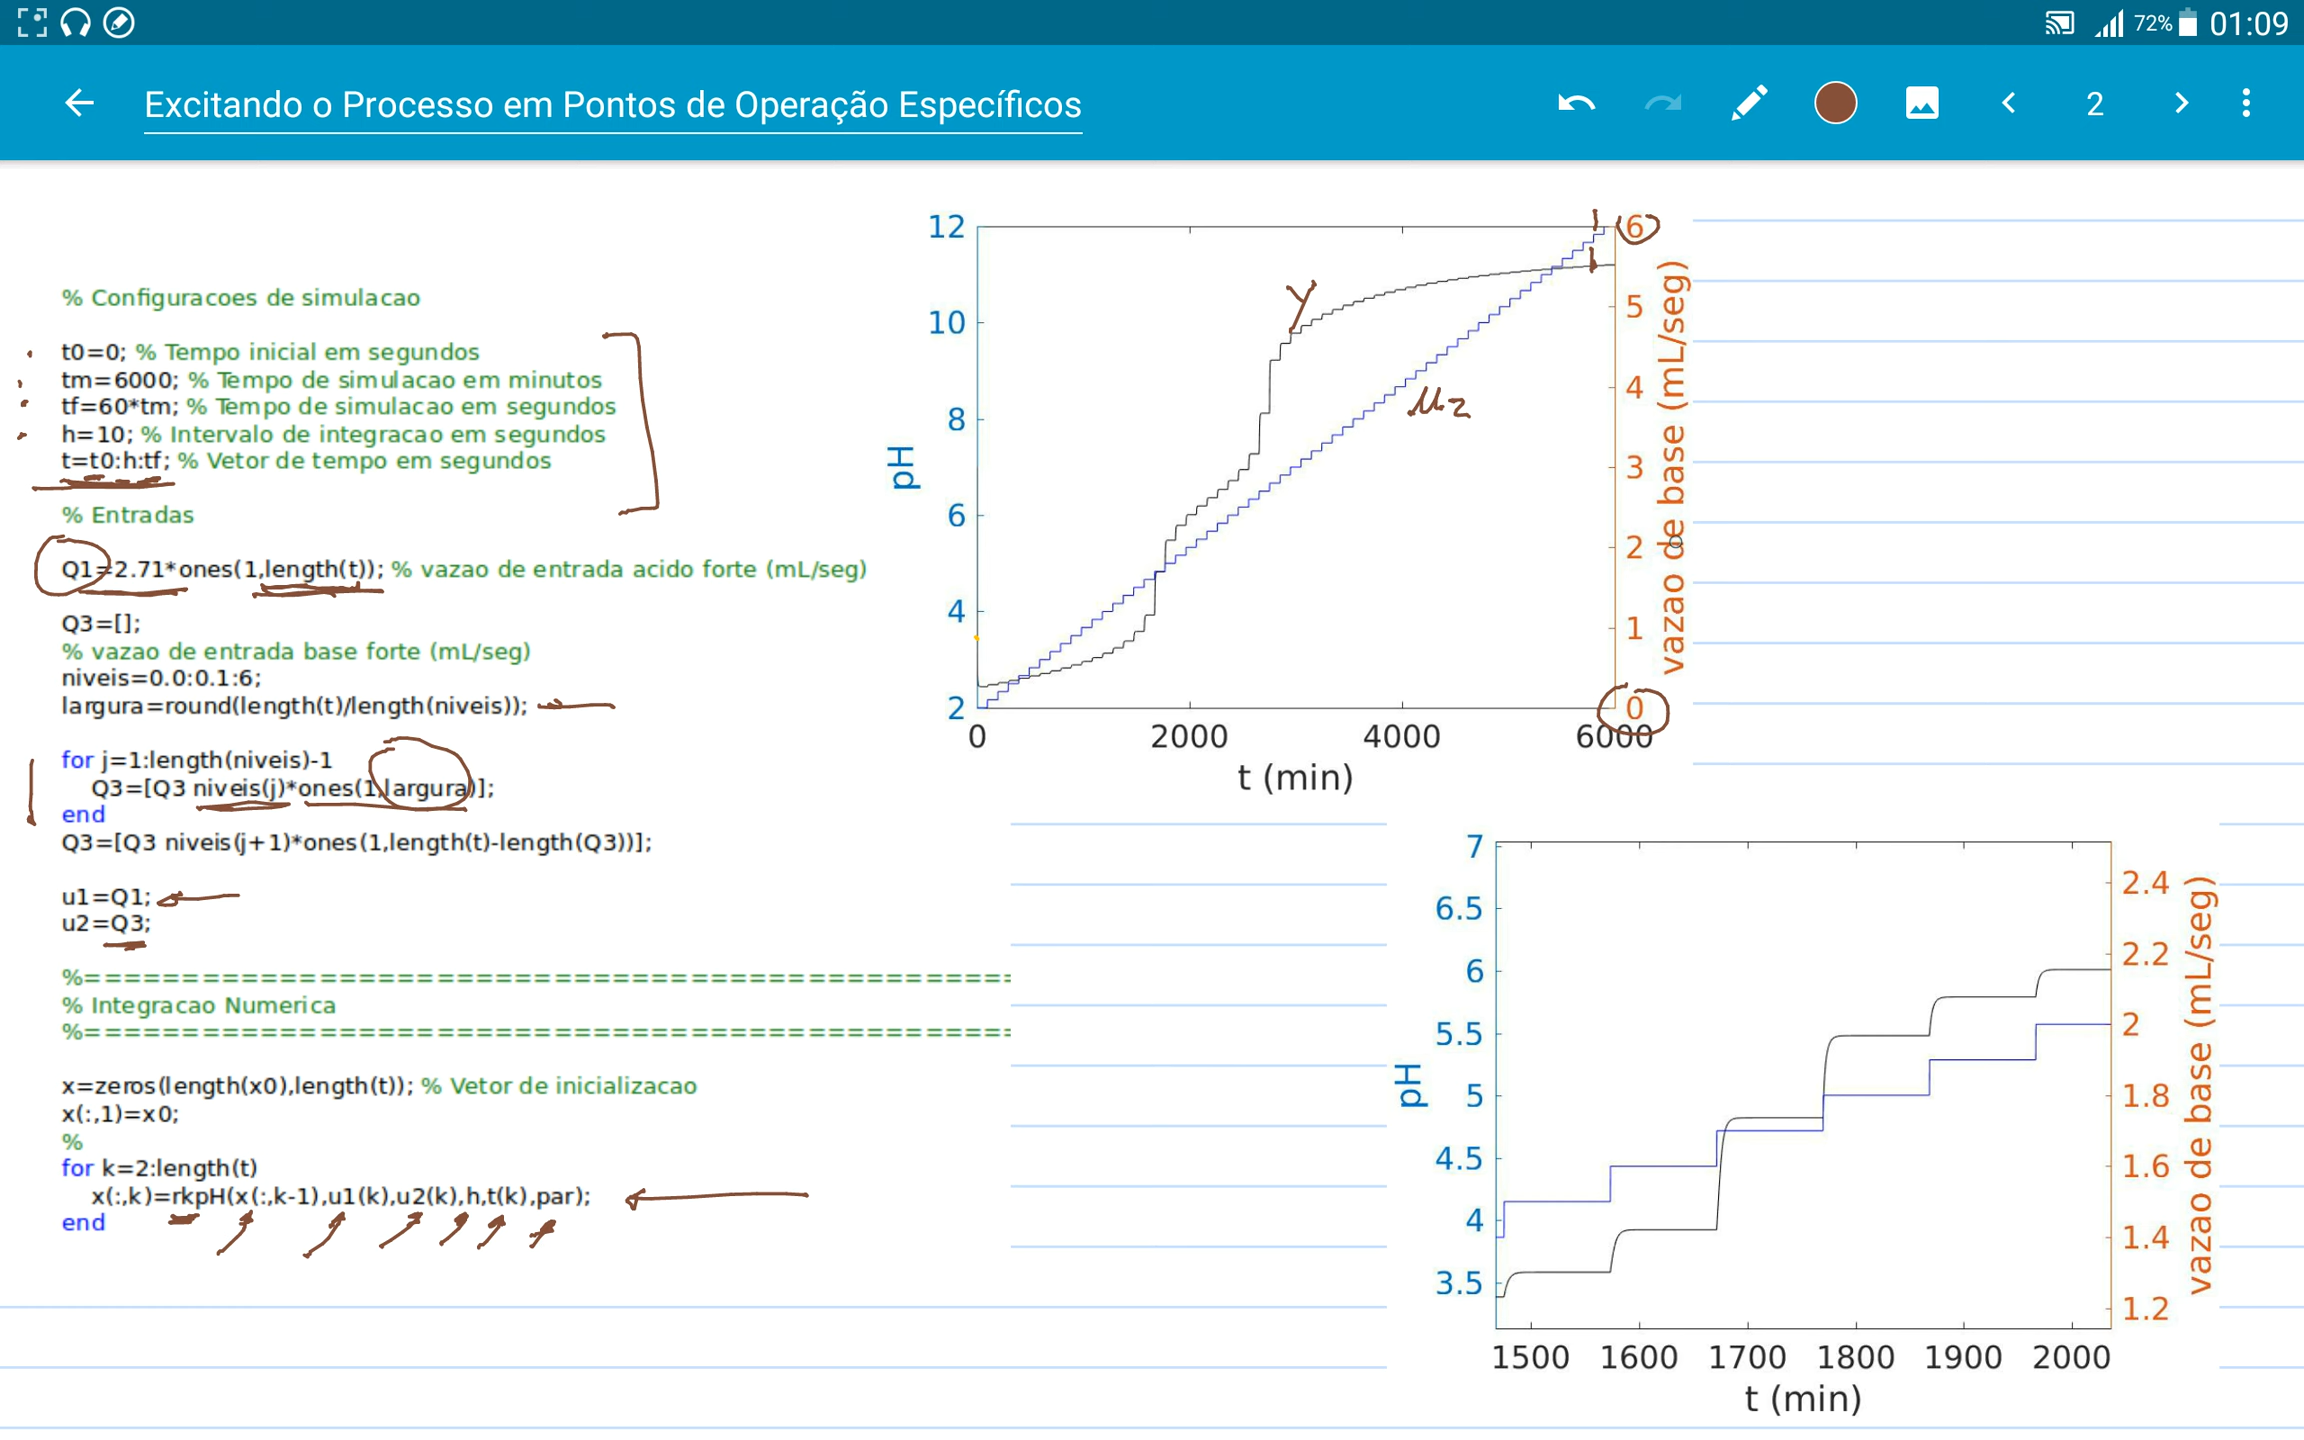 72% 01:09
Excitando o Processo em Pontos de Operação Específicos
2
% Configuracoes de simulacao
t0=0; % Tempo inicial em segundos
tm=6000; % Tempo de simulacao em minutos
tf=60*tm; % Tempo de simulacao em segundos
h=10; % Intervalo de integracao em segundos
t=t0:h:tf; % Vetor de tempo em segundos
% Entradas
Q1=2.71*ones(1,length(t)); % vazao de entrada acido forte (mL/seg)
Q3=[];
% vazao de entrada base forte (mL/seg)
niveis=0.0:0.1:6;
largura=round(length(t)/length(niveis));
for j=1:length(niveis)-1
Q3=[Q3 niveis(j)*ones(1,largura)];
end
Q3=[Q3 niveis(j+1)*ones(1,length(t)-length(Q3))];
u1=Q1;
u2=Q3;
%==================================================
% Integracao Numerica
%==================================================
x=zeros(length(x0),length(t)); % Vetor de inicializacao
x(:,1)=x0;
%
for k=2:length(t)
x(:,k)=rkpH(x(:,k-1),u1(k),u2(k),h,t(k),par);
end
12
10
8
6
4
2
pH
y
u2
6
5
4
3
2
1
0
vazao de base (mL/seg)
0 2000 4000 6000
t (min)
7
6.5
6
5.5
5
4.5
4
3.5
pH
2.4
2.2
2
1.8
1.6
1.4
1.2
vazao de base (mL/seg)
1500 1600 1700 1800 1900 2000
t (min)